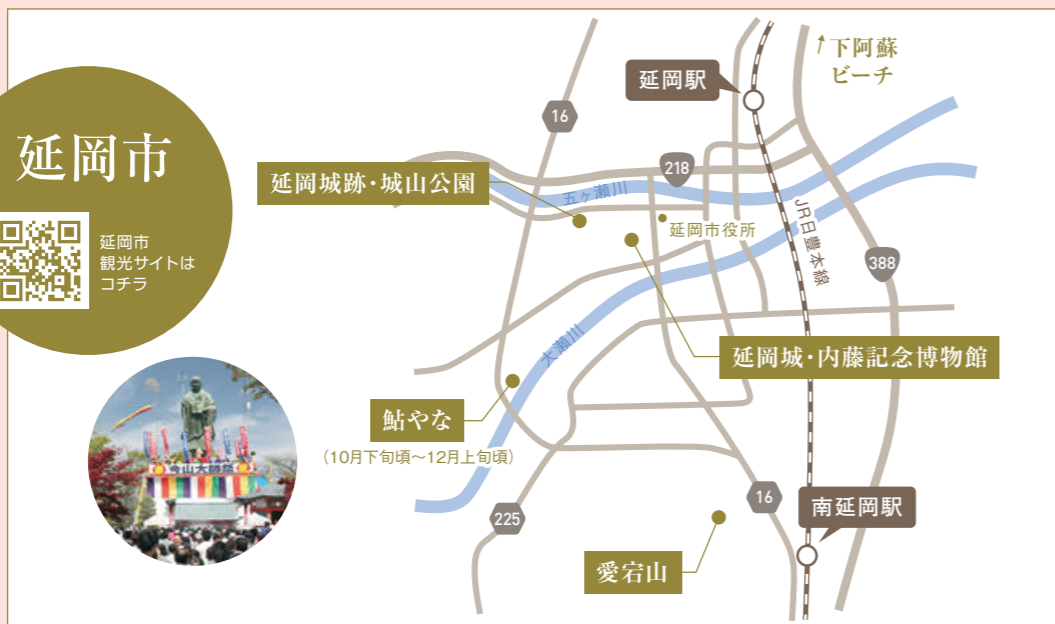 延岡市
延岡市
観光サイトは
コチラ
今山大師祭
下阿蘇
ビーチ
延岡駅
16
218
延岡城跡・城山公園
五ヶ瀬川
延岡市役所
JR日豊本線
388
大瀬川
延岡城・内藤記念博物館
鮎やな
(10月下旬頃〜12月上旬頃)
225
16
南延岡駅
愛宕山